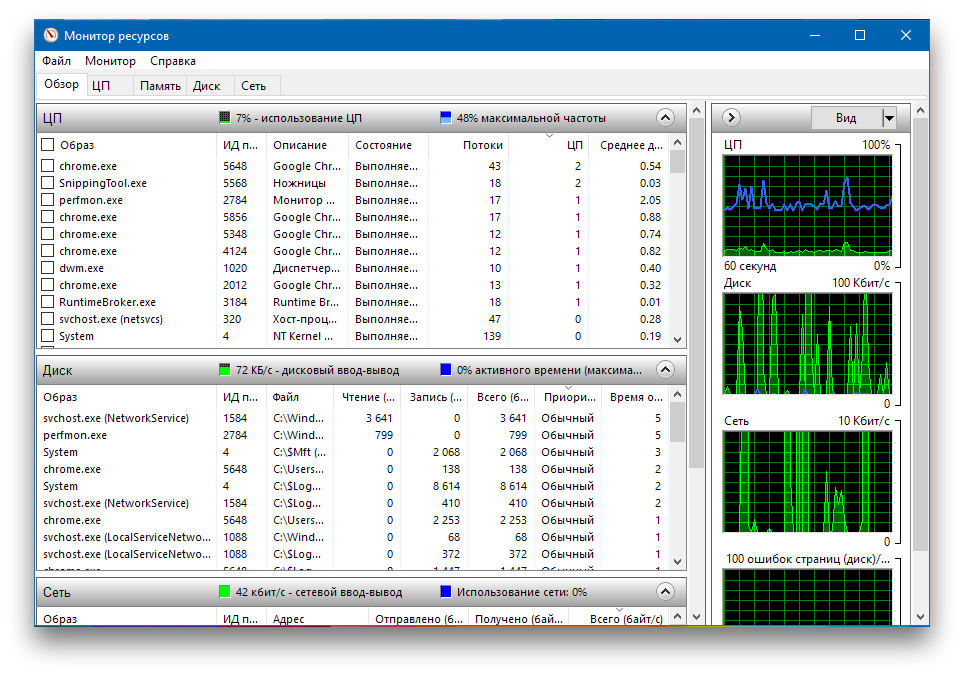 Монитор ресурсов
Файл Монитор Справка
Обзор ЦП Память Диск Сеть
ЦП 7% - использование ЦП 48% максимальной частоты
Образ ИД п... Описание Состояние Потоки ЦП Среднее д...
chrome.exe 5648 Google Chr... Выполняе... 43 2 0.54
SnippingTool.exe 5568 Ножницы Выполняе... 18 2 0.03
perfmon.exe 2784 Монитор ... Выполняе... 17 1 2.05
chrome.exe 5856 Google Chr... Выполняе... 17 1 0.88
chrome.exe 5348 Google Chr... Выполняе... 12 1 0.74
chrome.exe 4124 Google Chr... Выполняе... 12 1 0.82
dwm.exe 1020 Диспетчер... Выполняе... 10 1 0.40
chrome.exe 2012 Google Chr... Выполняе... 13 1 0.32
RuntimeBroker.exe 3184 Runtime Br... Выполняе... 18 1 0.01
svchost.exe (netsvcs) 320 Хост-проц... Выполняе... 47 0 0.28
System 4 NT Kernel ... Выполняе... 139 0 0.19
Диск 72 КБ/с - дисковый ввод-вывод 0% активного времени (максима...
Образ ИД п... Файл Чтение (... Запись (... Всего (б... Приори... Время о...
svchost.exe (NetworkService) 1584 C:\Wind... 3 641 0 3 641 Обычный 5
perfmon.exe 2784 C:\Wind... 799 0 799 Обычный 5
System 4 C:\$Mft (... 0 2 068 2 068 Обычный 3
chrome.exe 5648 C:\Users... 0 138 138 Обычный 2
System 4 C:\$Log... 0 8 614 8 614 Обычный 2
svchost.exe (NetworkService) 1584 C:\$Log... 0 410 410 Обычный 2
chrome.exe 5648 C:\Users... 0 2 253 2 253 Обычный 1
svchost.exe (LocalServiceNetwo... 1088 C:\Wind... 0 68 68 Обычный 1
svchost.exe (LocalServiceNetwo... 1088 C:\$Log... 0 372 372 Обычный 1
Сеть 42 кбит/с - сетевой ввод-вывод Использование сети: 0%
Образ ИД п... Адрес Отправлено (б... Получено (бай... Всего (байт/с)
Вид
ЦП 100%
60 секунд 0%
Диск 100 Кбит/с
0
Сеть 10 Кбит/с
0
100 ошибок страниц (диск)/...